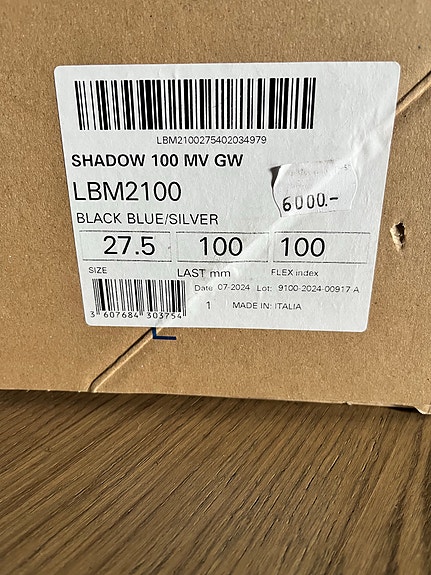 LBM2100275402034979
SHADOW 100 MV GW
LBM2100
6000.-
BLACK BLUE/SILVER
27.5 100 100
SIZE LAST mm FLEX index
Date 07-2024 Lot: 9100-2024-00917-A
1 MADE IN: ITALIA
3 607684 303754